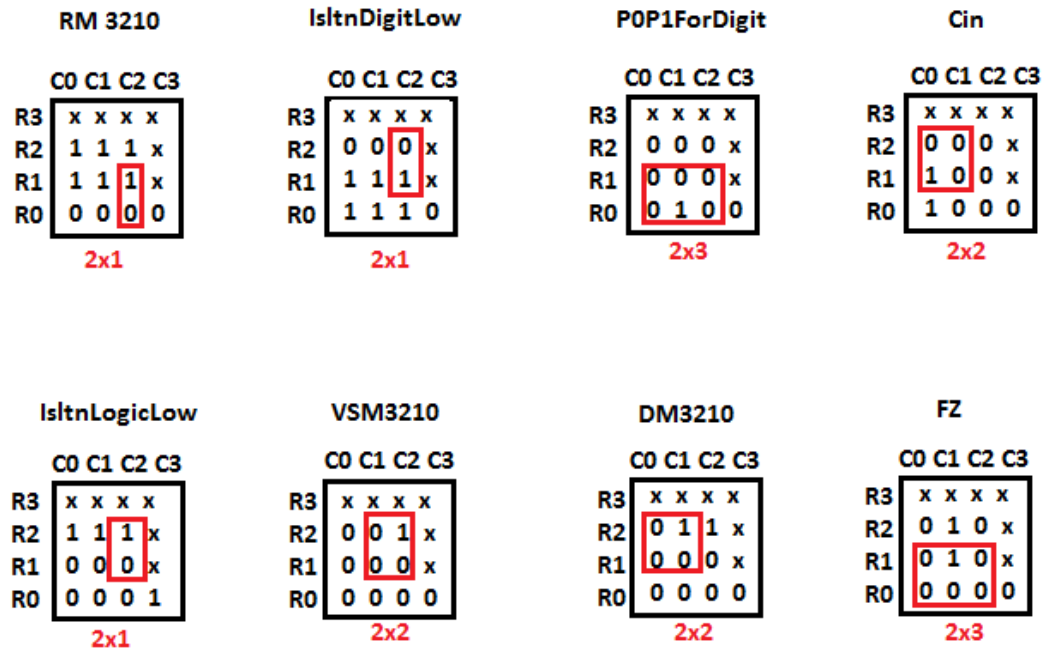 RM 3210
C0 C1 C2 C3
R3 x x x x
R2 1 1 1 x
R1 1 1 1 x
R0 0 0 0 0
2x1
IsltnDigitLow
C0 C1 C2 C3
R3 x x x x
R2 0 0 0 x
R1 1 1 1 x
R0 1 1 1 0
2x1
P0P1ForDigit
C0 C1 C2 C3
R3 x x x x
R2 0 0 0 x
R1 0 0 0 x
R0 0 1 0 0
2x3
Cin
C0 C1 C2 C3
R3 x x x x
R2 0 0 0 x
R1 1 0 0 x
R0 1 0 0 0
2x2
IsltnLogicLow
C0 C1 C2 C3
R3 x x x x
R2 1 1 1 x
R1 0 0 0 x
R0 0 0 0 1
2x1
VSM3210
C0 C1 C2 C3
R3 x x x x
R2 0 0 1 x
R1 0 0 0 x
R0 0 0 0 0
2x2
DM3210
C0 C1 C2 C3
R3 x x x x
R2 0 1 1 x
R1 0 0 0 x
R0 0 0 0 0
2x2
FZ
C0 C1 C2 C3
R3 x x x x
R2 0 1 0 x
R1 0 1 0 x
R0 0 0 0 0
2x3